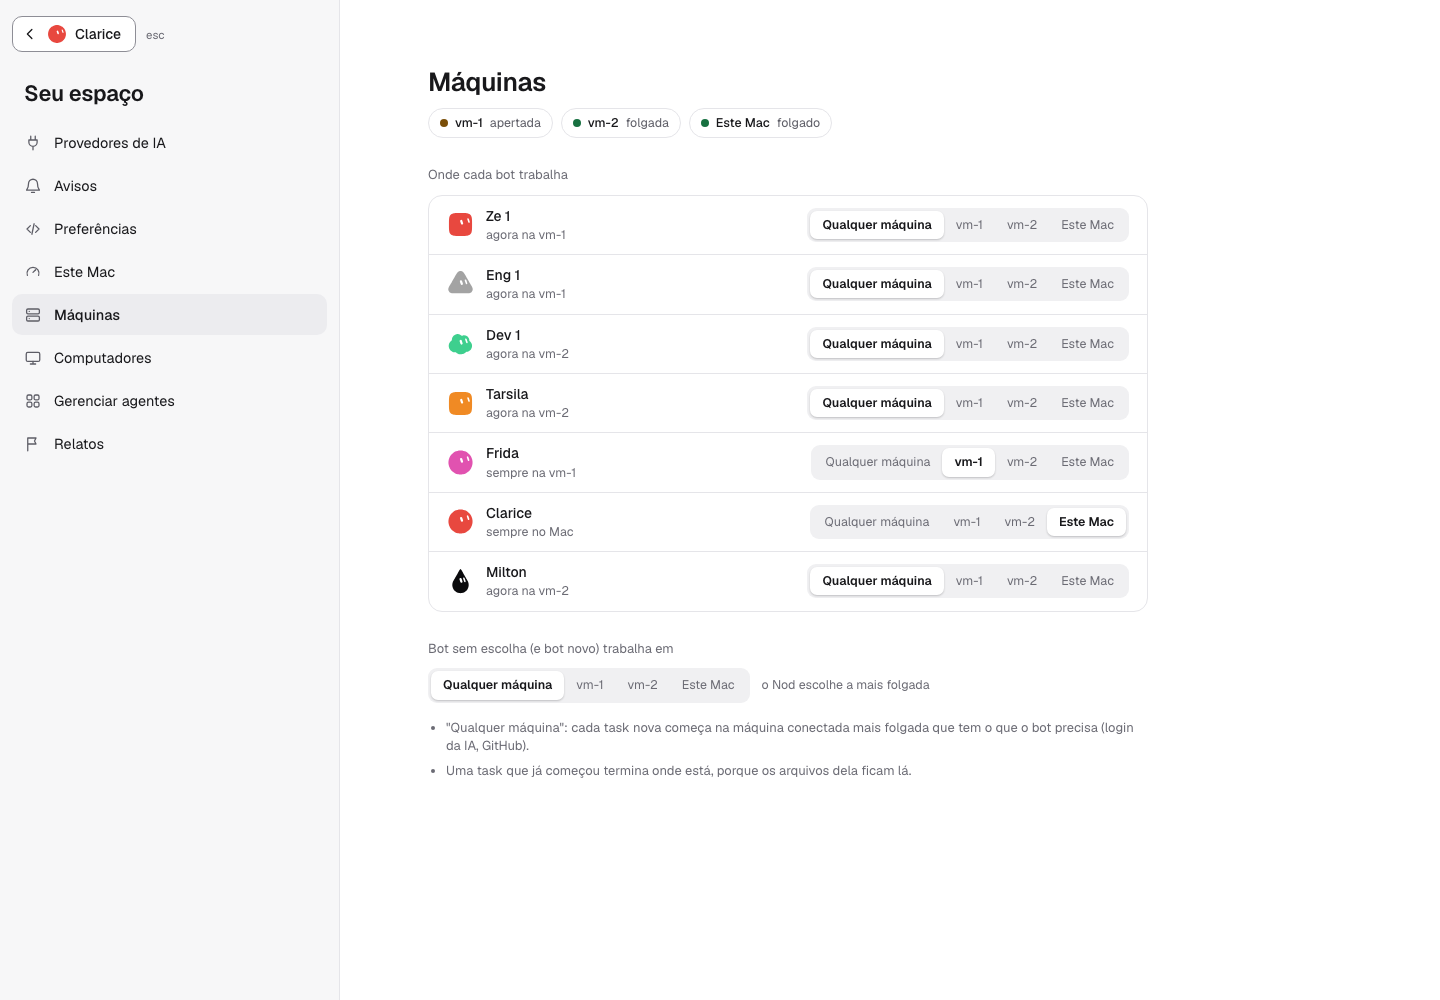 Clarice
esc
Seu espaço
Provedores de IA
Avisos
Preferências
Este Mac
Máquinas
Computadores
Gerenciar agentes
Relatos
Máquinas
vm-1 apertada
vm-2 folgada
Este Mac folgado
Onde cada bot trabalha
Ze 1
agora na vm-1
Qualquer máquina vm-1 vm-2 Este Mac
Eng 1
agora na vm-1
Qualquer máquina vm-1 vm-2 Este Mac
Dev 1
agora na vm-2
Qualquer máquina vm-1 vm-2 Este Mac
Tarsila
agora na vm-2
Qualquer máquina vm-1 vm-2 Este Mac
Frida
sempre na vm-1
Qualquer máquina vm-1 vm-2 Este Mac
Clarice
sempre no Mac
Qualquer máquina vm-1 vm-2 Este Mac
Milton
agora na vm-2
Qualquer máquina vm-1 vm-2 Este Mac
Bot sem escolha (e bot novo) trabalha em
Qualquer máquina vm-1 vm-2 Este Mac o Nod escolhe a mais folgada
• "Qualquer máquina": cada task nova começa na máquina conectada mais folgada que tem o que o bot precisa (login
da IA, GitHub).
• Uma task que já começou termina onde está, porque os arquivos dela ficam lá.